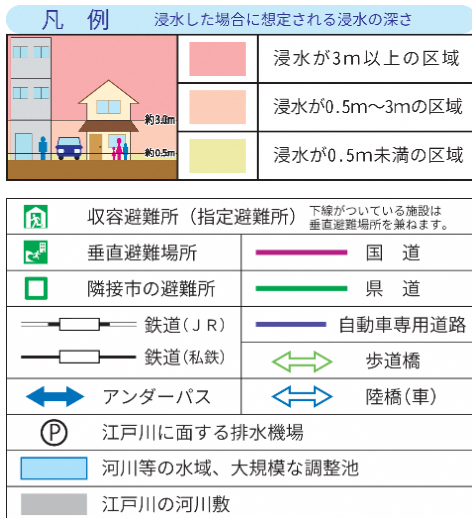 凡 例 浸水した場合に想定される浸水の深さ
約3.0m
約0.5m
浸水が3m以上の区域
浸水が0.5m～3mの区域
浸水が0.5m未満の区域
収容避難所（指定避難所） 下線がついている施設は
垂直避難場所を兼ねます。
垂直避難場所
国 道
隣接市の避難所
県 道
鉄道(ＪＲ)
自動車専用道路
鉄道(私鉄)
歩道橋
アンダーパス
陸橋(車)
P 江戸川に面する排水機場
河川等の水域、大規模な調整池
江戸川の河川敷